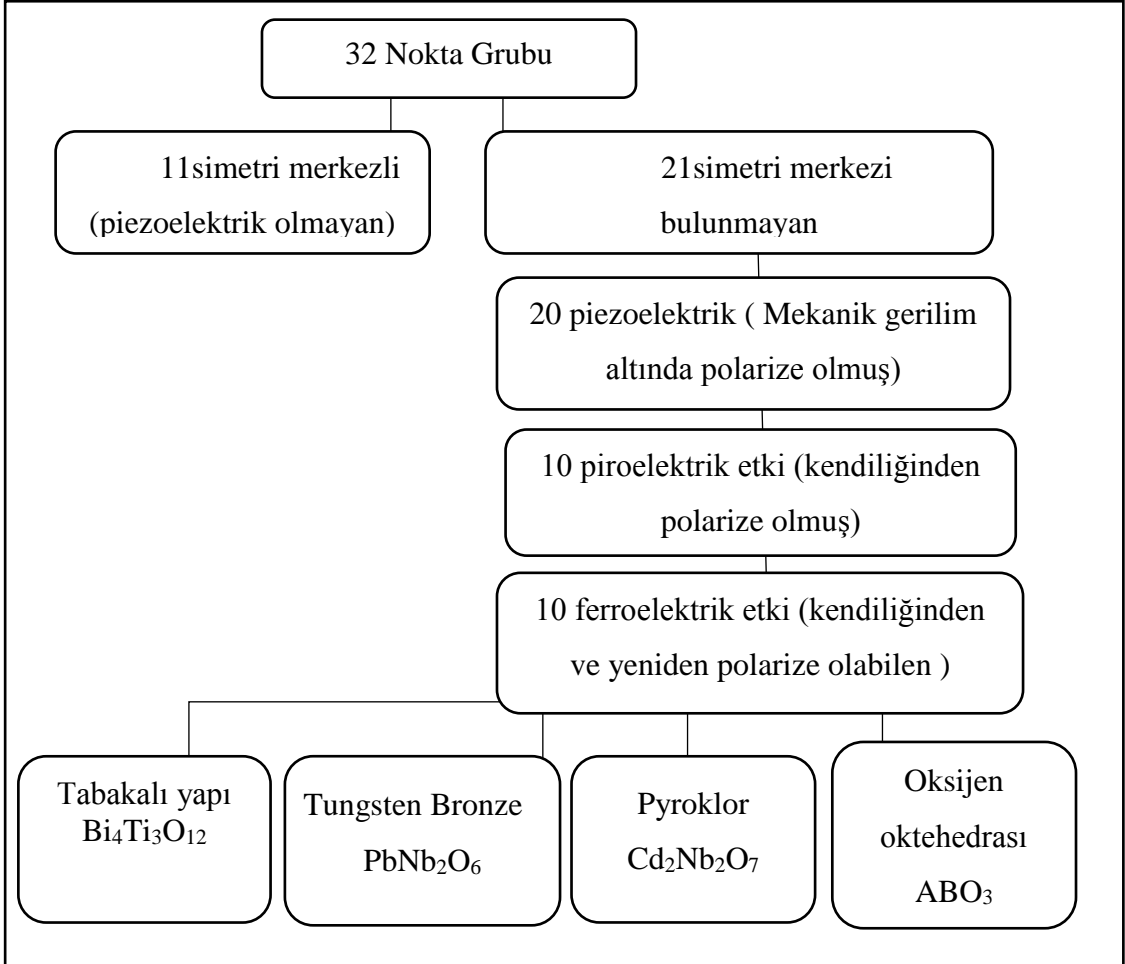 32 Nokta Grubu
11simetri merkezli
(piezoelektrik olmayan)
21simetri merkezi
bulunmayan
20 piezoelektrik ( Mekanik gerilim
altında polarize olmuş)
10 piroelektrik etki (kendiliğinden
polarize olmuş)
10 ferroelektrik etki (kendiliğinden
ve yeniden polarize olabilen )
Tabakalı yapı
Bi₄Ti₃O₁₂
Tungsten Bronze
PbNb₂O₆
Pyroklor
Cd₂Nb₂O₇
Oksijen
oktehedrası
ABO₃